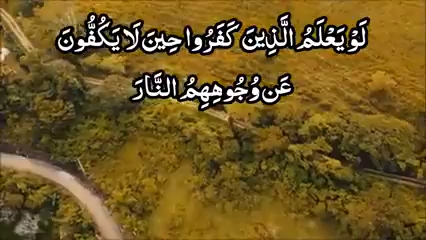 لَوْ يَعْلَمُ الَّذِينَ كَفَرُوا حِينَ لَا يَكُفُّونَ
عَن وُجُوهِهِمُ النَّارَ